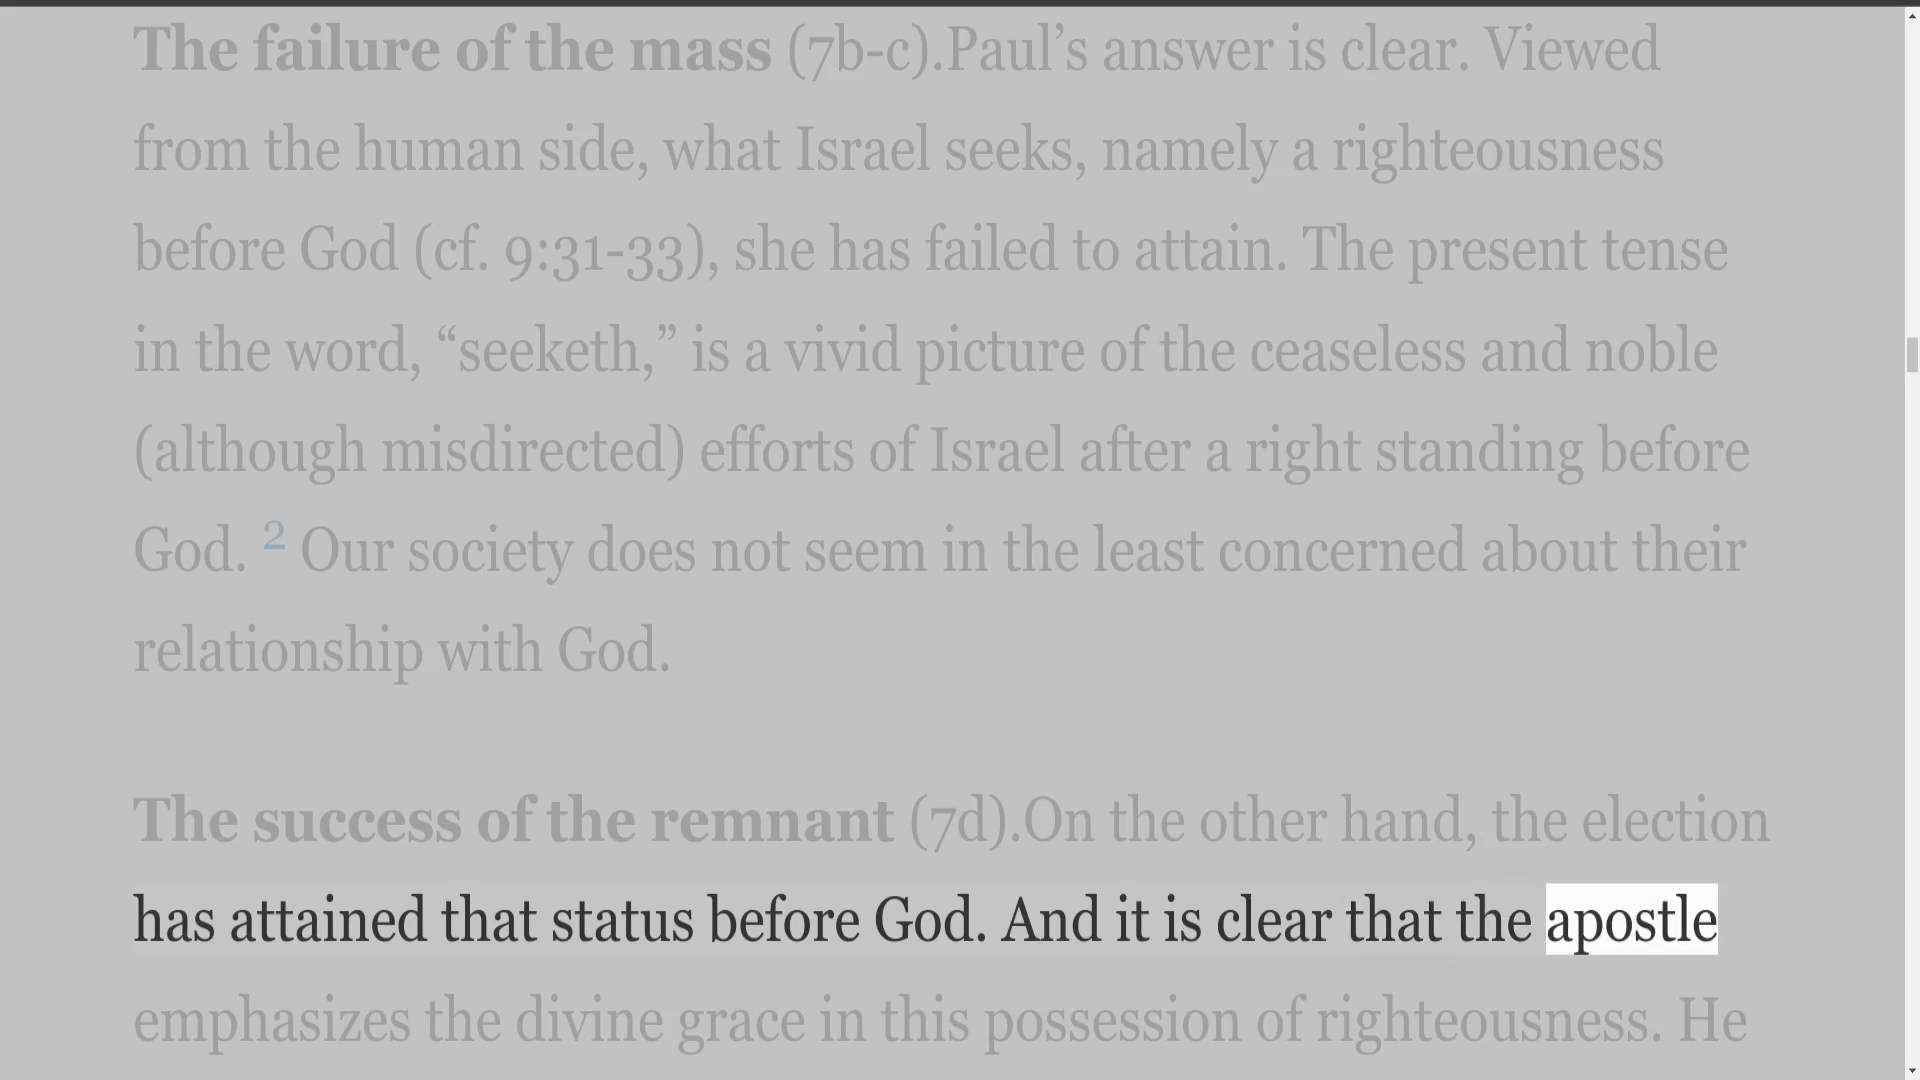 The failure of the mass (7b-c).Paul’s answer is clear. Viewed
from the human side, what Israel seeks, namely a righteousness
before God (cf. 9:31-33), she has failed to attain. The present tense
in the word, “seeketh,” is a vivid picture of the ceaseless and noble
(although misdirected) efforts of Israel after a right standing before
God. 2 Our society does not seem in the least concerned about their
relationship with God.
The success of the remnant (7d).On the other hand, the election
has attained that status before God. And it is clear that the apostle
emphasizes the divine grace in this possession of righteousness. He